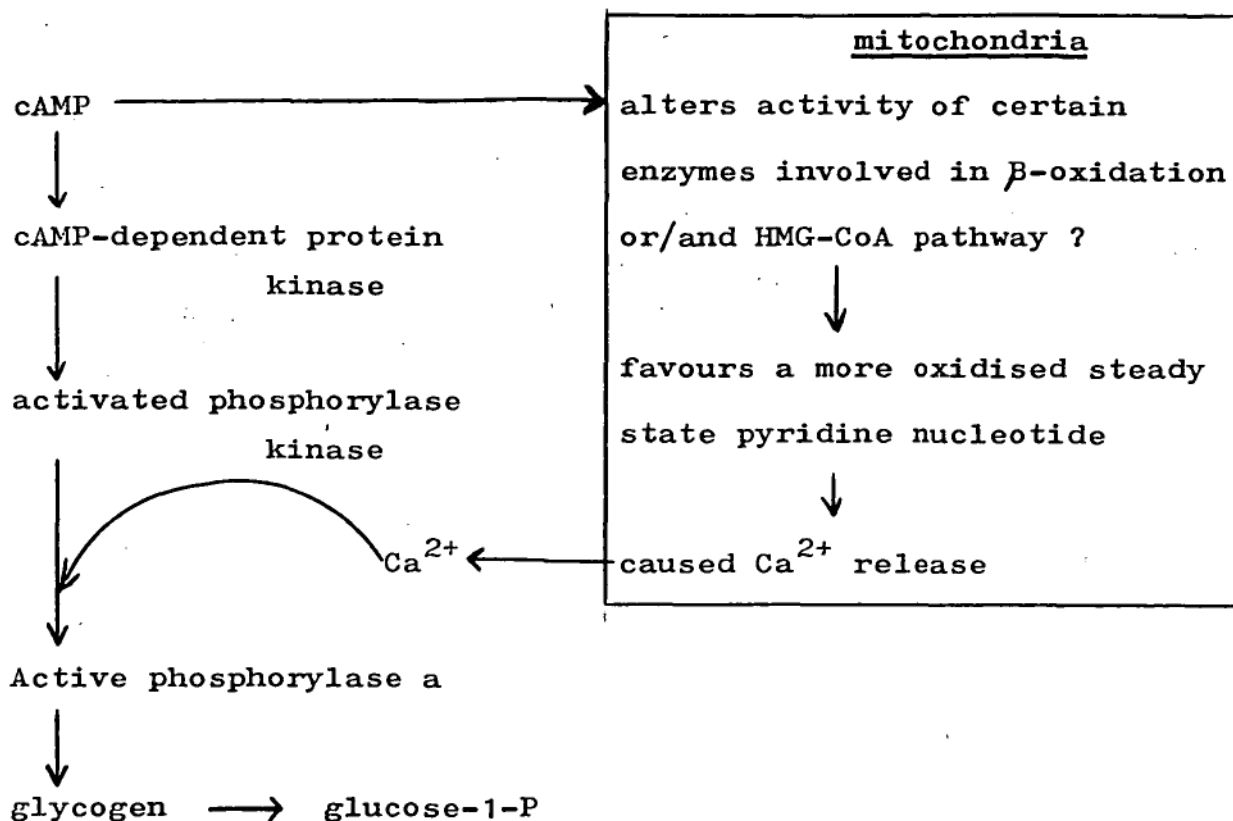 mitochondria
cAMP
alters activity of certain
enzymes involved in β-oxidation
or/and HMG-CoA pathway ?
favours a more oxidised steady
state pyridine nucleotide
caused Ca²⁺ release
cAMP-dependent protein
kinase
activated phosphorylase
kinase
Ca²⁺
Active phosphorylase a
glycogen
glucose-1-P